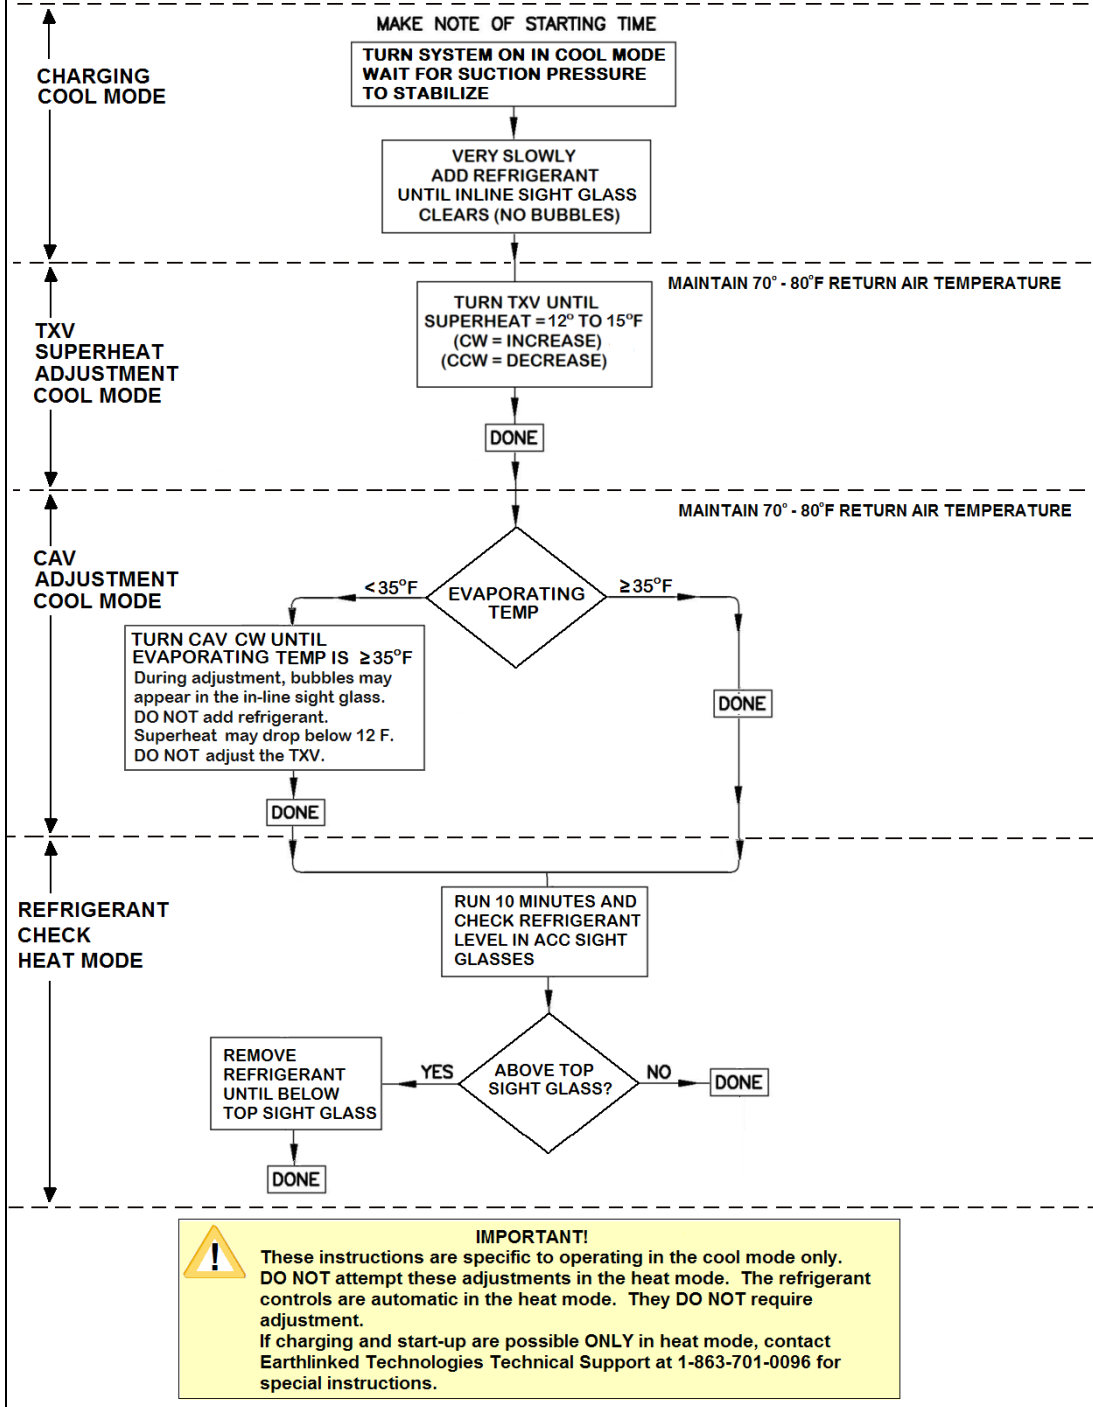 MAKE NOTE OF STARTING TIME
TURN SYSTEM ON IN COOL MODE
WAIT FOR SUCTION PRESSURE
TO STABILIZE
CHARGING
COOL MODE
VERY SLOWLY
ADD REFRIGERANT
UNTIL INLINE SIGHT GLASS
CLEARS (NO BUBBLES)
MAINTAIN 70° - 80°F RETURN AIR TEMPERATURE
TXV
SUPERHEAT
ADJUSTMENT
COOL MODE
TURN TXV UNTIL
SUPERHEAT = 12° TO 15°F
(CW = INCREASE)
(CCW = DECREASE)
DONE
MAINTAIN 70° - 80°F RETURN AIR TEMPERATURE
CAV
ADJUSTMENT
COOL MODE
<35°F
EVAPORATING
TEMP
≥35°F
TURN CAV CW UNTIL
EVAPORATING TEMP IS ≥35°F
During adjustment, bubbles may
appear in the in-line sight glass.
DO NOT add refrigerant.
Superheat may drop below 12 F.
DO NOT adjust the TXV.
DONE
DONE
REFRIGERANT
CHECK
HEAT MODE
RUN 10 MINUTES AND
CHECK REFRIGERANT
LEVEL IN ACC SIGHT
GLASSES
ABOVE TOP
SIGHT GLASS?
YES
NO
DONE
REMOVE
REFRIGERANT
UNTIL BELOW
TOP SIGHT GLASS
DONE
IMPORTANT!
These instructions are specific to operating in the cool mode only.
DO NOT attempt these adjustments in the heat mode. The refrigerant
controls are automatic in the heat mode. They DO NOT require
adjustment.
If charging and start-up are possible ONLY in heat mode, contact
Earthlinked Technologies Technical Support at 1-863-701-0096 for
special instructions.